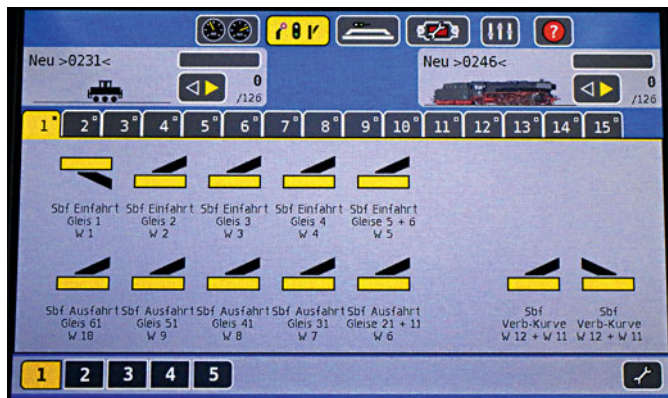 ?
Neu >0231<
0
/126
Neu >0246<
0
/126
1 2 3 4 5 6 7 8 9 10 11 12 13 14 15
Sbf Einfahrt Sbf Einfahrt Sbf Einfahrt Sbf Einfahrt Sbf Einfahrt
Gleis 1 Gleis 2 Gleis 3 Gleis 4 Gleise 5 + 6
W 1 W 2 W 3 W 4 W 5
Sbf Ausfahrt Sbf Ausfahrt Sbf Ausfahrt Sbf Ausfahrt Sbf Ausfahrt Sbf Sbf
Gleis 61 Gleis 51 Gleis 41 Gleis 31 Gleise 21 + 11 Verb-Kurve Verb-Kurve
W 10 W 9 W 8 W 7 W 6 W 12 + W 11 W 12 + W 11
1 2 3 4 5